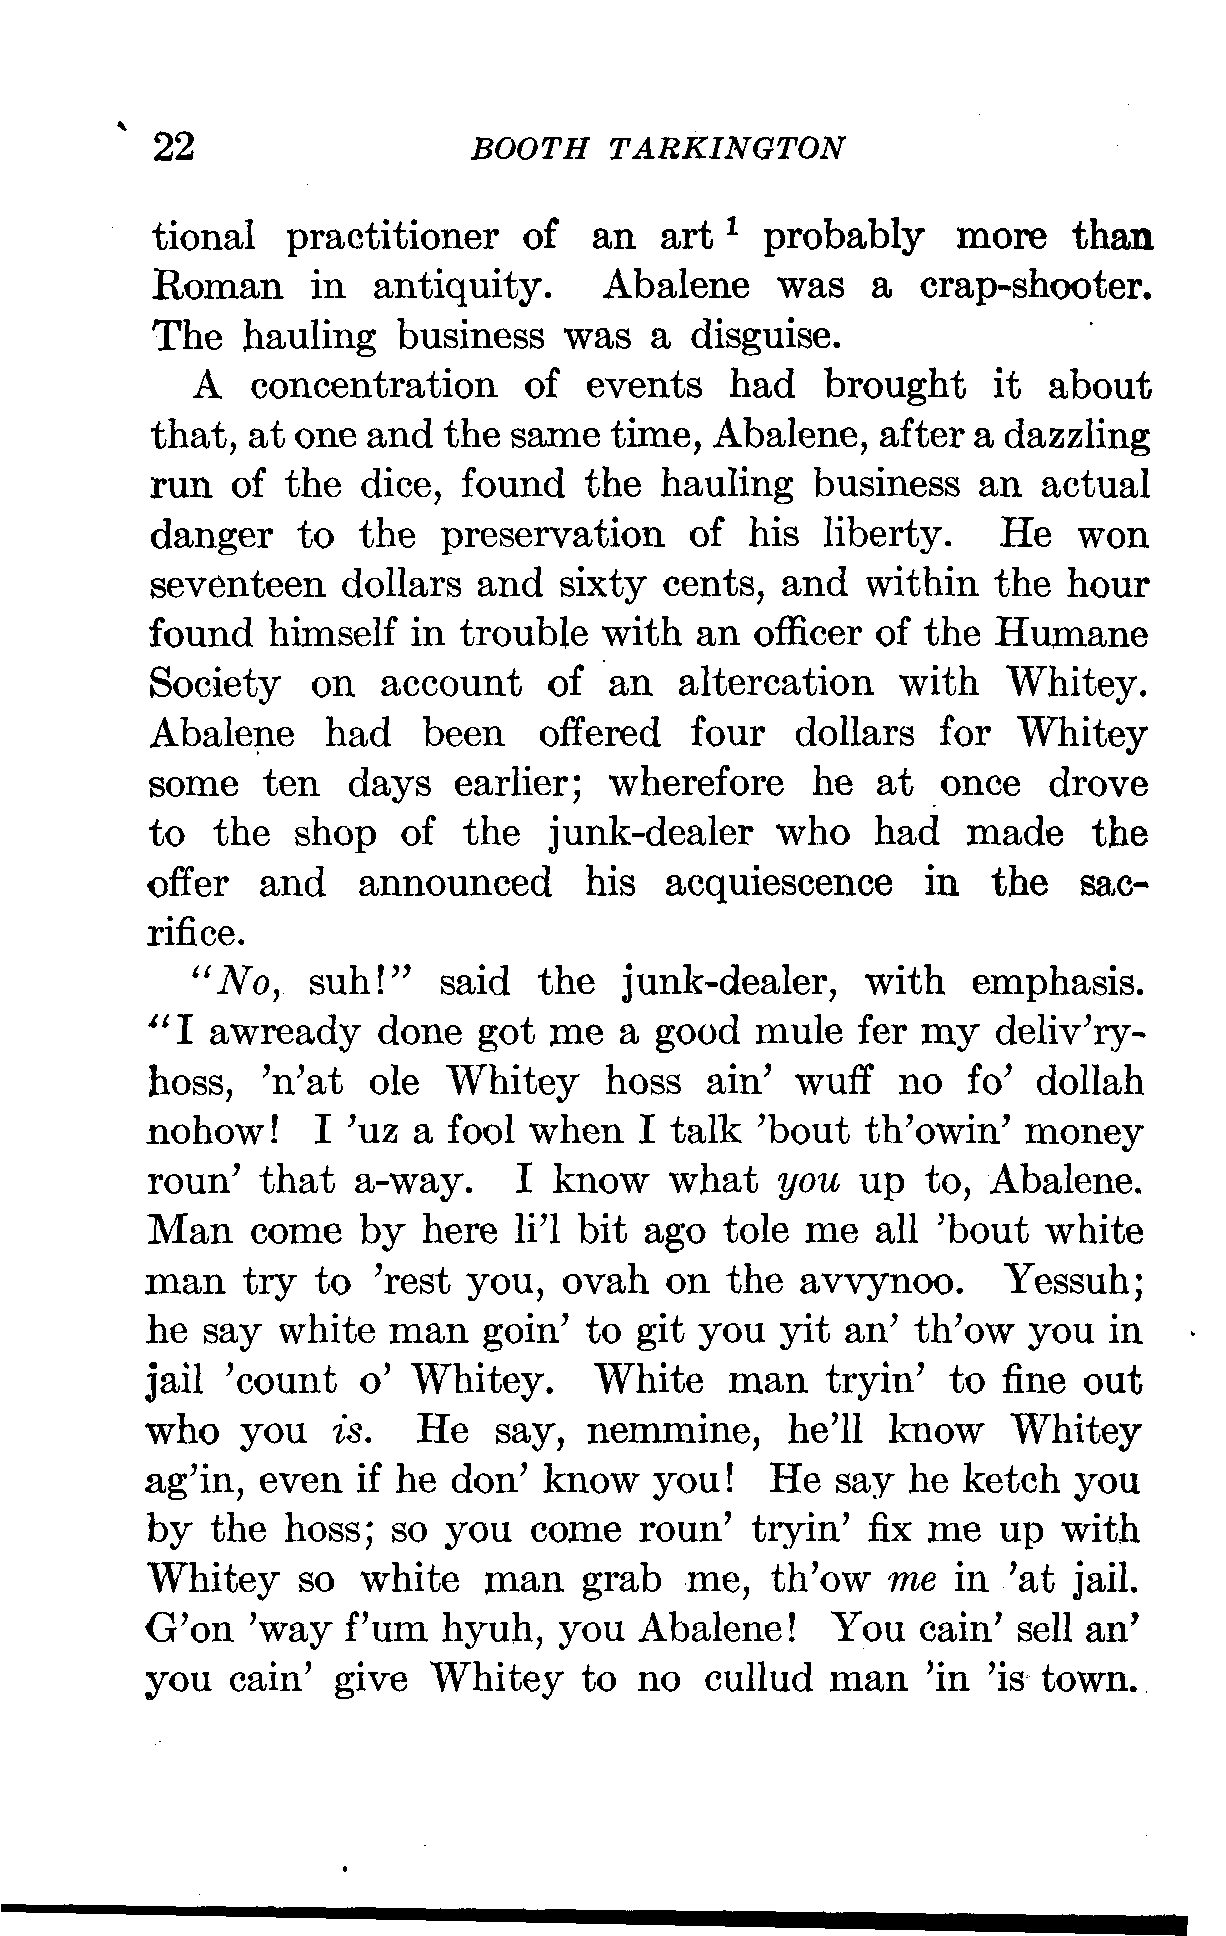 22 BOOTH TARKINGTON
tional practitioner of an art ¹ probably more than
Roman in antiquity. Abalene was a crap-shooter.
The hauling business was a disguise.
A concentration of events had brought it about
that, at one and the same time, Abalene, after a dazzling
run of the dice, found the hauling business an actual
danger to the preservation of his liberty. He won
seventeen dollars and sixty cents, and within the hour
found himself in trouble with an officer of the Humane
Society on account of an altercation with Whitey.
Abalene had been offered four dollars for Whitey
some ten days earlier; wherefore he at once drove
to the shop of the junk-dealer who had made the
offer and announced his acquiescence in the sac-
rifice.
"No, suh!" said the junk-dealer, with emphasis.
"I awready done got me a good mule fer my deliv'ry-
hoss, 'n'at ole Whitey hoss ain' wuff no fo' dollah
nohow! I 'uz a fool when I talk 'bout th'owin' money
roun' that a-way. I know what you up to, Abalene.
Man come by here li'l bit ago tole me all 'bout white
man try to 'rest you, ovah on the avvynoo. Yessuh;
he say white man goin' to git you yit an' th'ow you in
jail 'count o' Whitey. White man tryin' to fine out
who you is. He say, nemmine, he'll know Whitey
ag'in, even if he don' know you! He say he ketch you
by the hoss; so you come roun' tryin' fix me up with
Whitey so white man grab me, th'ow me in 'at jail.
G'on 'way f'um hyuh, you Abalene! You cain' sell an'
you cain' give Whitey to no cullud man 'in 'is town.